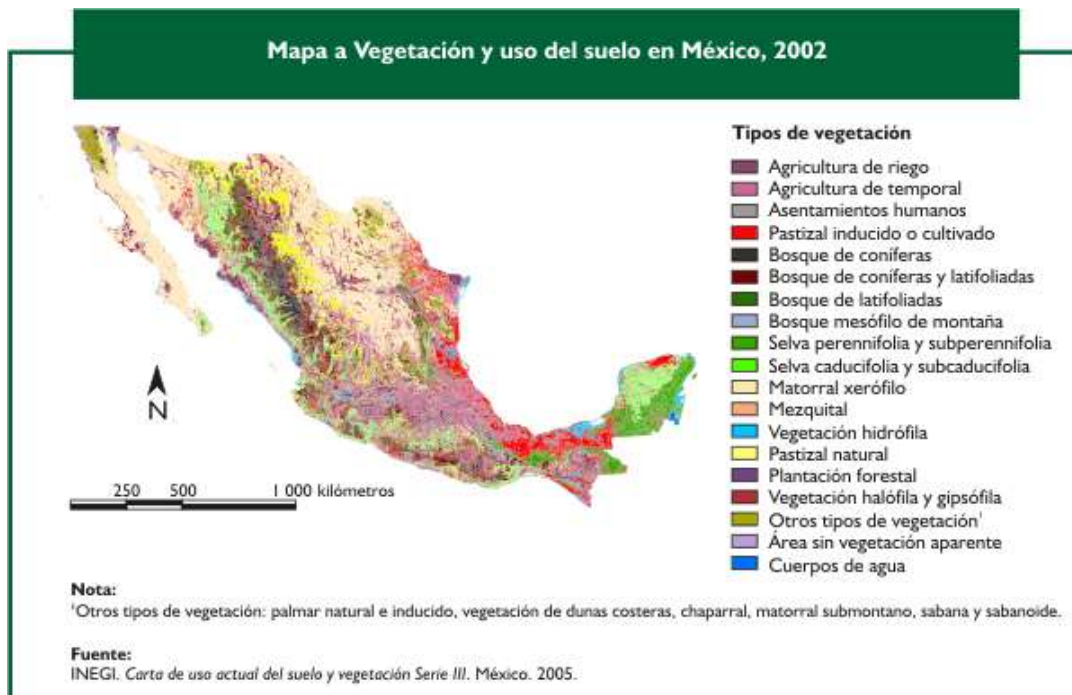 Mapa a Vegetación y uso del suelo en México, 2002
Tipos de vegetación
Agricultura de riego
Agricultura de temporal
Asentamientos humanos
Pastizal inducido o cultivado
Bosque de coníferas
Bosque de coníferas y latifoliadas
Bosque de latifoliadas
Bosque mesófilo de montaña
Selva perennifolia y subperennifolia
Selva caducifolia y subcaducifolia
Matorral xerófilo
Mezquital
Vegetación hidrófila
Pastizal natural
Plantación forestal
Vegetación halófila y gipsófila
Otros tipos de vegetación¹
Área sin vegetación aparente
Cuerpos de agua
N
250 500 1 000 kilómetros
Nota:
¹Otros tipos de vegetación: palmar natural e inducido, vegetación de dunas costeras, chaparral, matorral submontano, sabana y sabanoide.
Fuente:
INEGI. Carta de uso actual del suelo y vegetación Serie III. México. 2005.